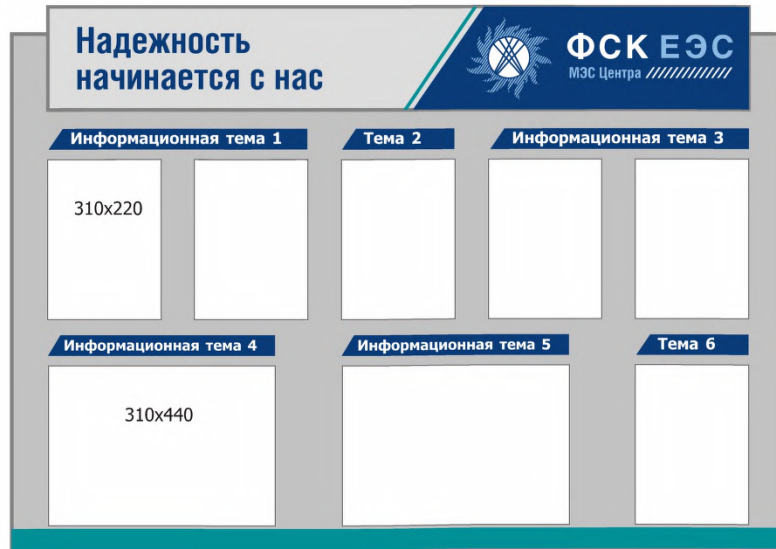 Надежность
начинается с нас
ФСК ЕЭС
МЭС Центра /////////////
Информационная тема 1
Тема 2
Информационная тема 3
310x220
Информационная тема 4
Информационная тема 5
Тема 6
310x440